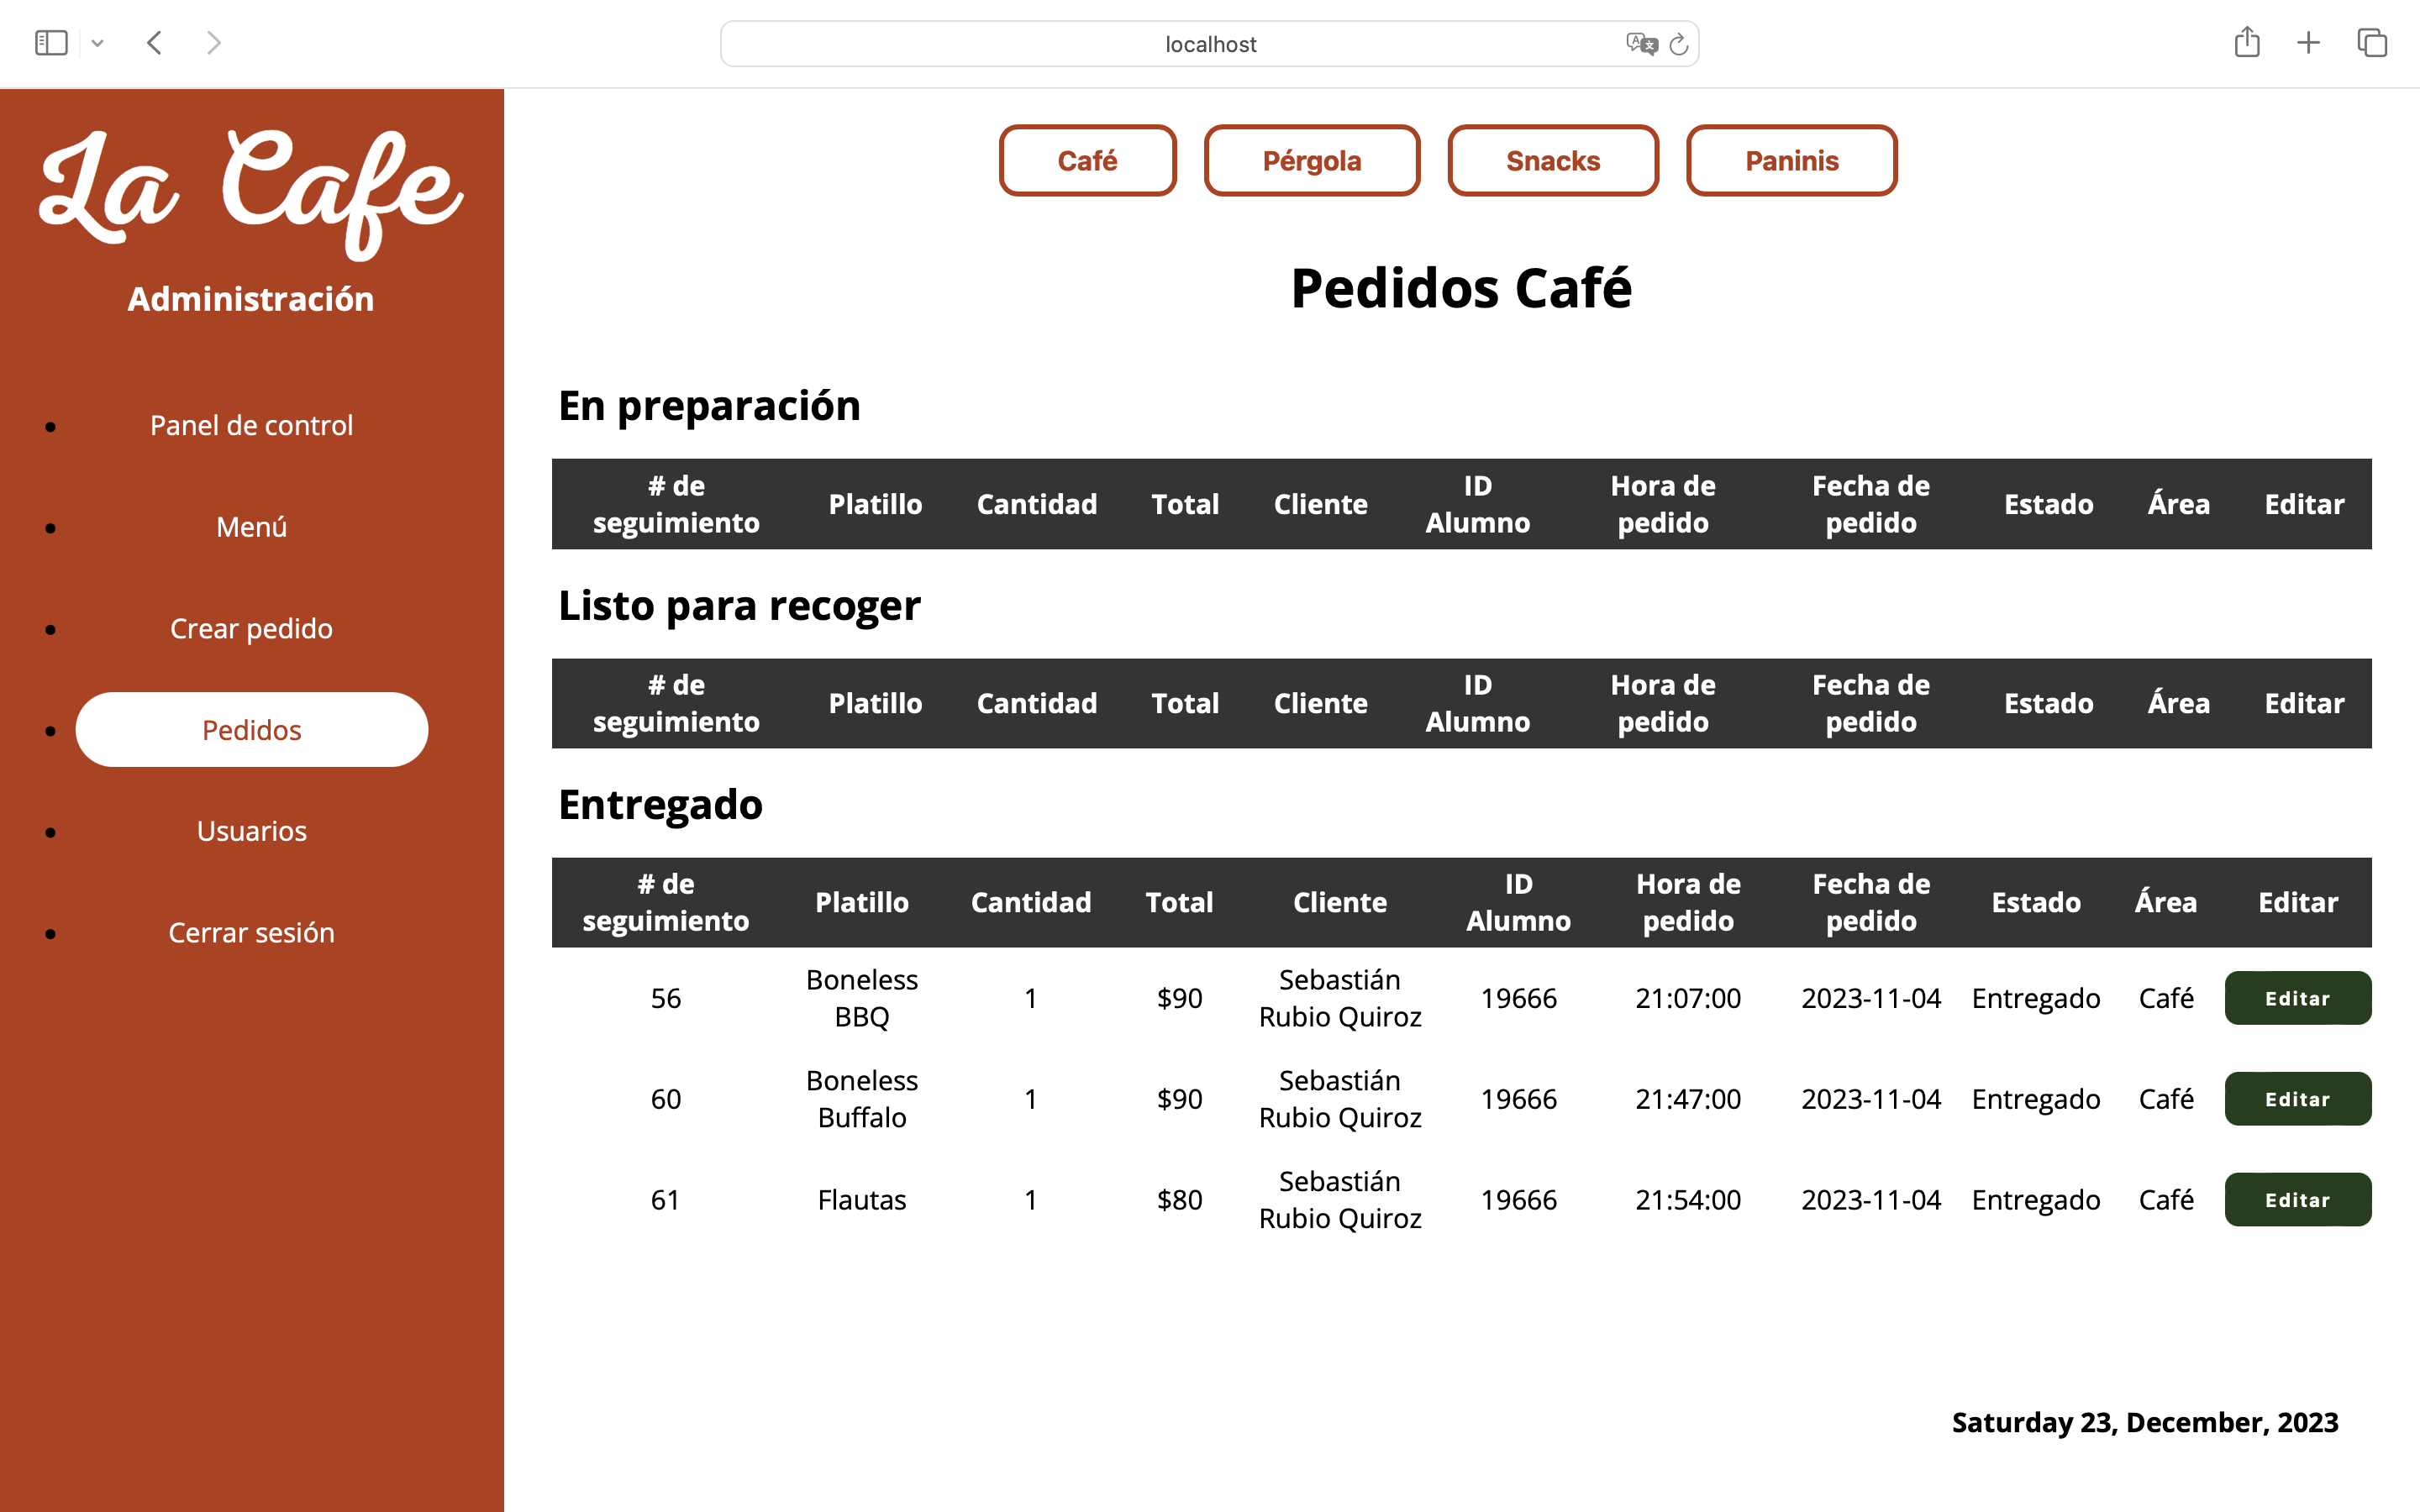 localhost
La Cafe
Administración
Panel de control
Menú
Crear pedido
Pedidos
Usuarios
Cerrar sesión
Café Pérgola Snacks Paninis
Pedidos Café
En preparación
# de seguimiento Platillo Cantidad Total Cliente ID Alumno Hora de pedido Fecha de pedido Estado Área Editar
Listo para recoger
# de seguimiento Platillo Cantidad Total Cliente ID Alumno Hora de pedido Fecha de pedido Estado Área Editar
Entregado
# de seguimiento Platillo Cantidad Total Cliente ID Alumno Hora de pedido Fecha de pedido Estado Área Editar
56 Boneless BBQ 1 $90 Sebastián Rubio Quiroz 19666 21:07:00 2023-11-04 Entregado Café Editar
60 Boneless Buffalo 1 $90 Sebastián Rubio Quiroz 19666 21:47:00 2023-11-04 Entregado Café Editar
61 Flautas 1 $80 Sebastián Rubio Quiroz 19666 21:54:00 2023-11-04 Entregado Café Editar
Saturday 23, December, 2023